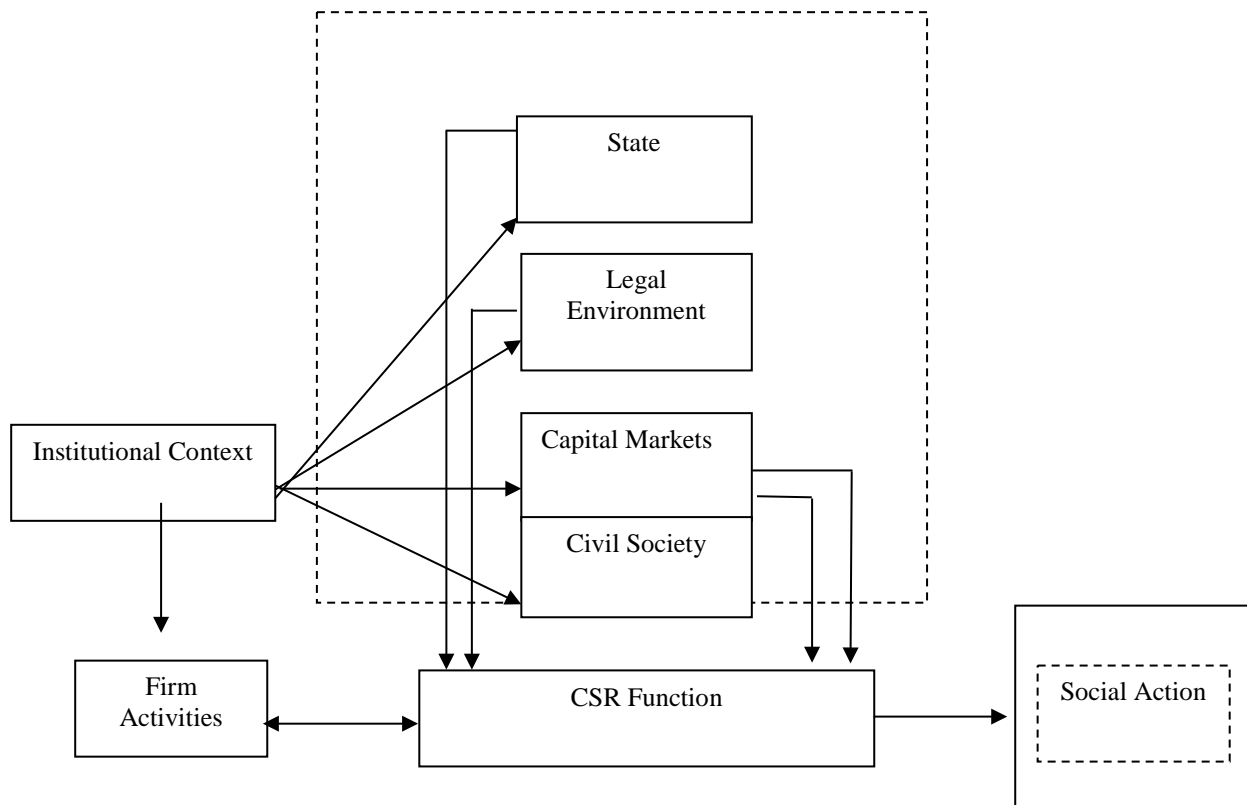 State
Legal
Environment
Capital Markets
Institutional Context
Civil Society
Firm
Activities
CSR Function
Social Action